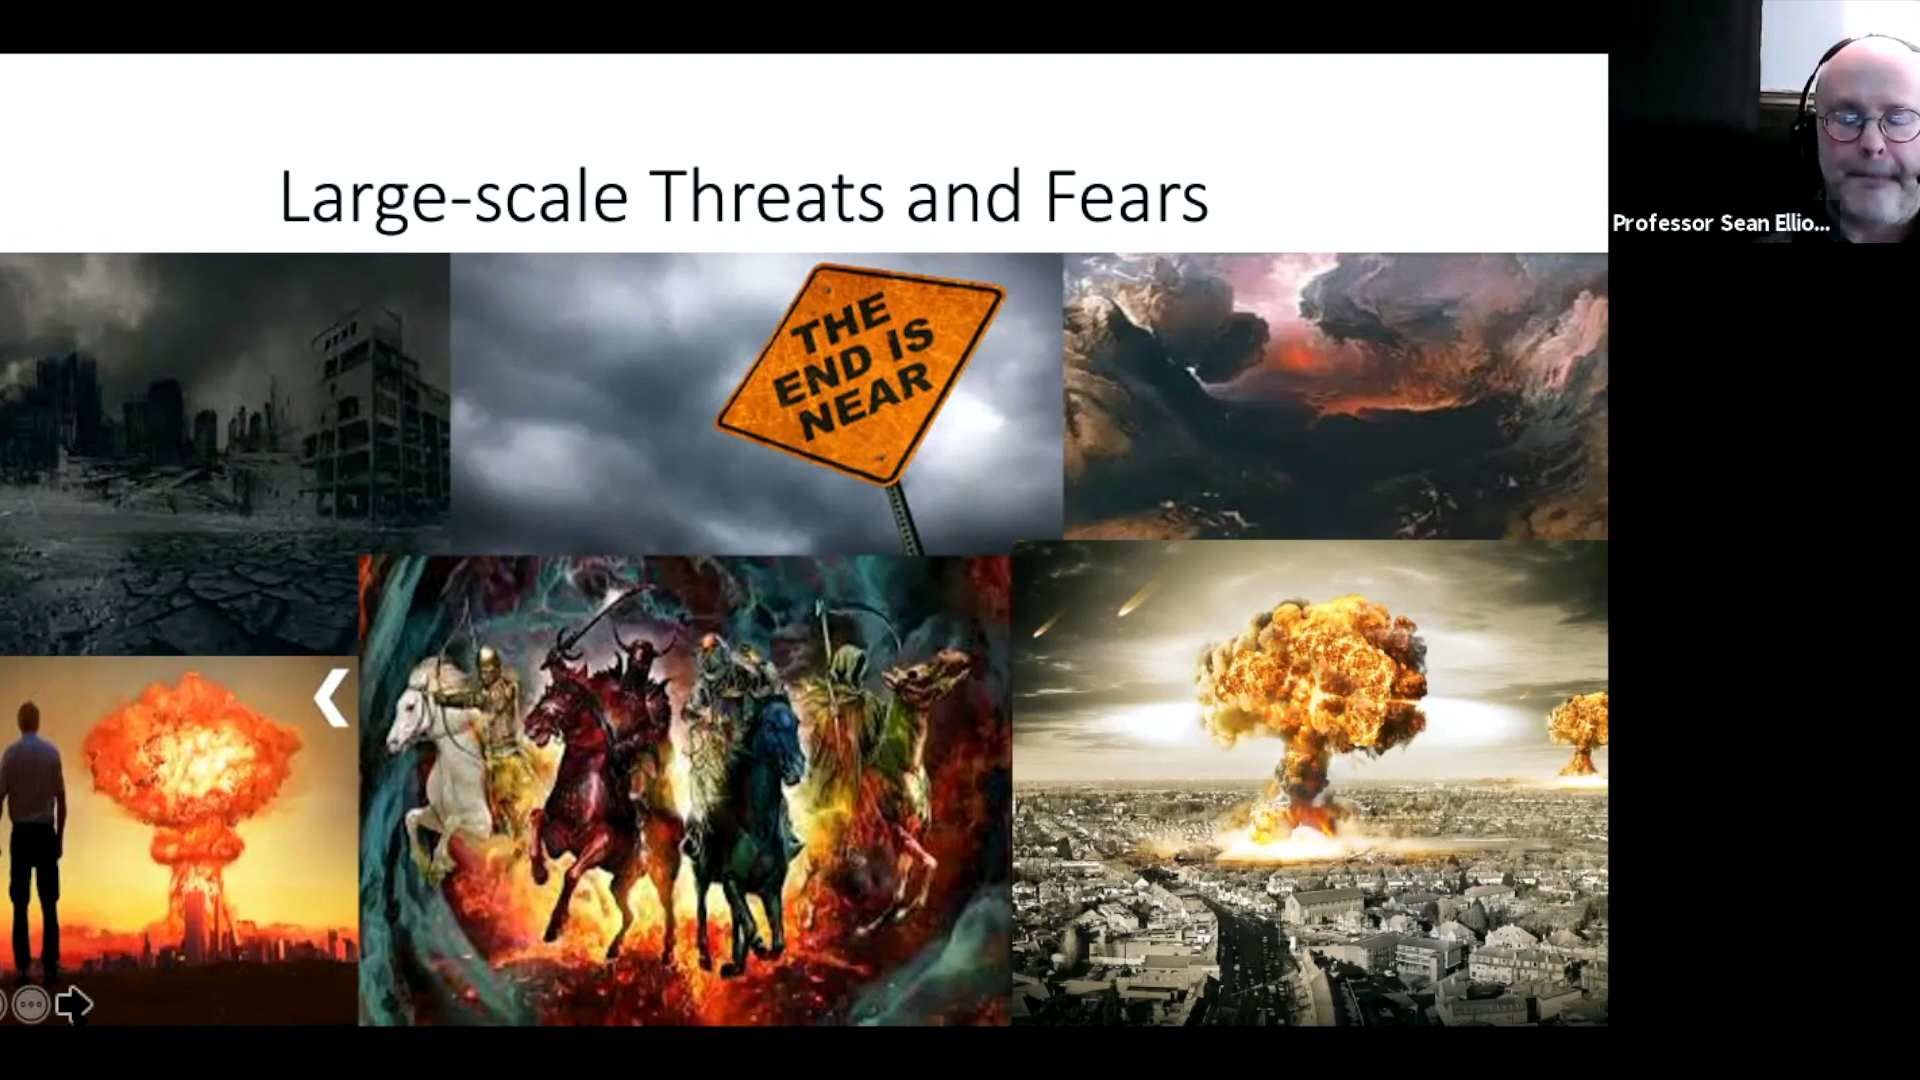 Large-scale Threats and Fears
Professor Sean Ellio...
THE
END IS
NEAR